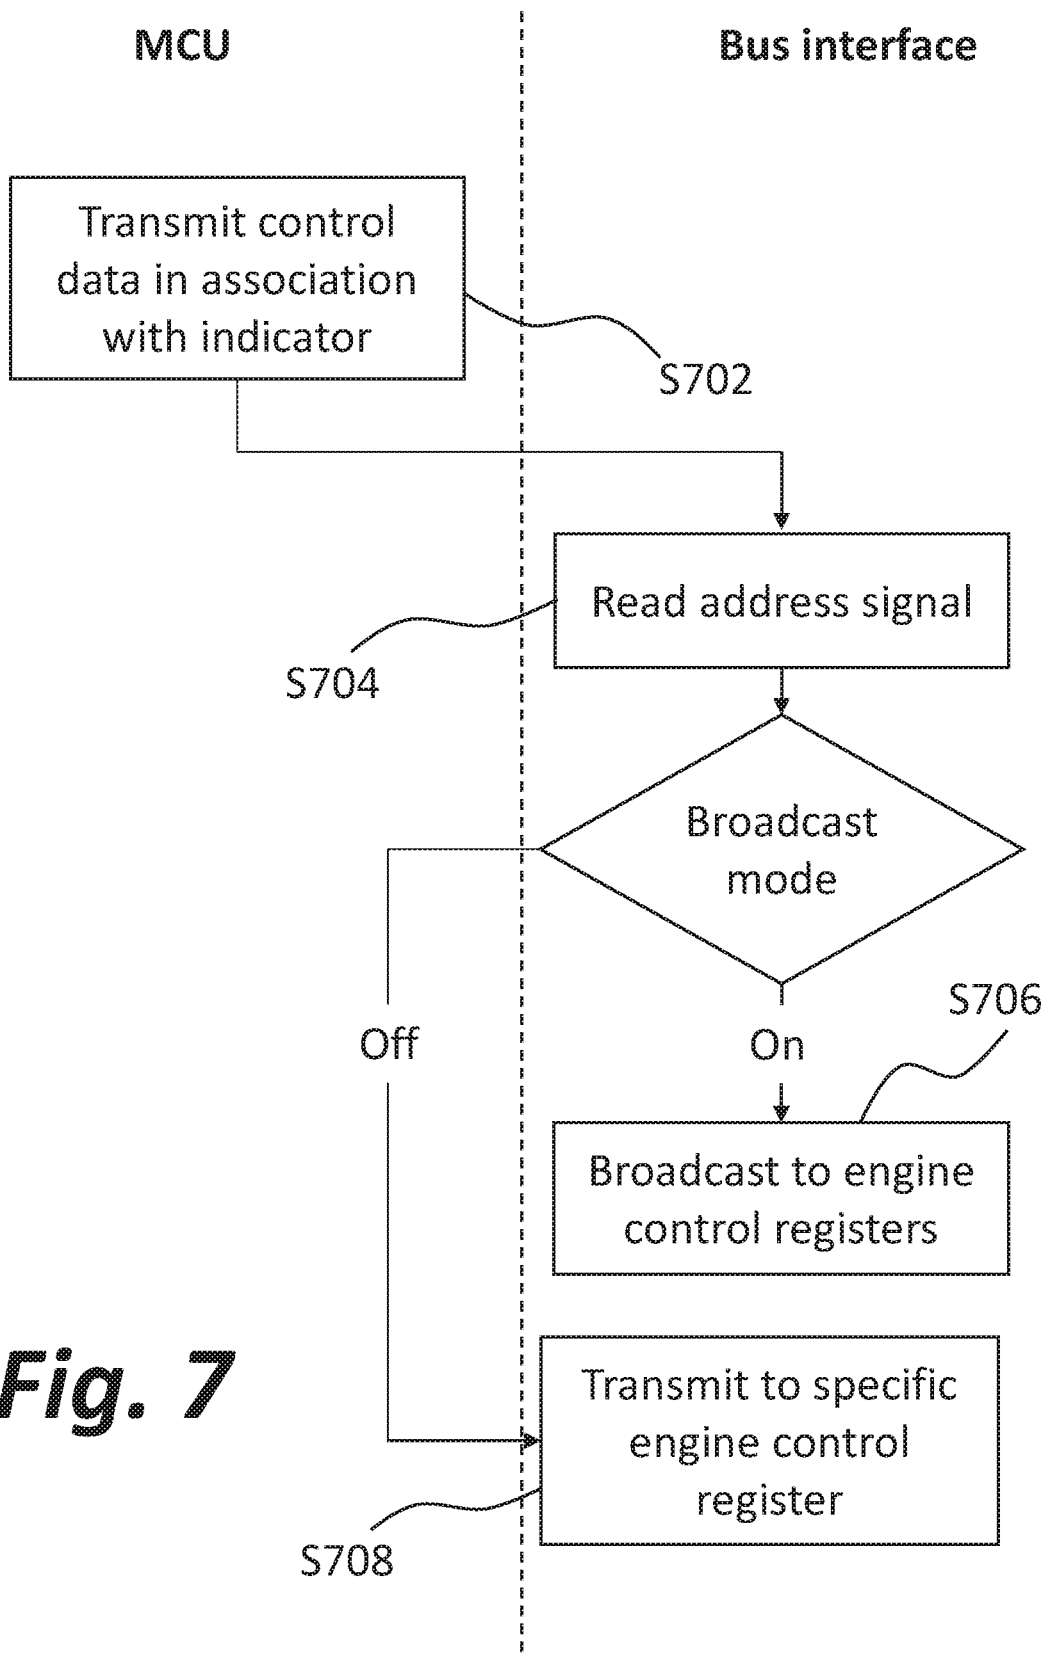 MCU
Bus interface
Transmit control
data in association
with indicator
S702
Read address signal
S704
Broadcast
mode
S706
Off
On
Broadcast to engine
control registers
Fig. 7
Transmit to specific
engine control
register
S708